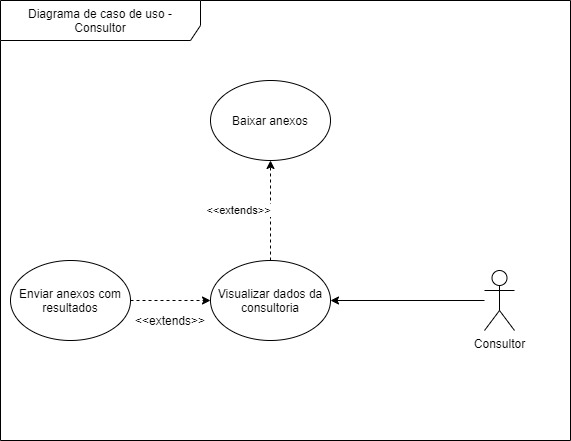 Diagrama de caso de uso -
Consultor
Baixar anexos
<<extends>>
Enviar anexos com
resultados
<<extends>>
Visualizar dados da
consultoria
Consultor